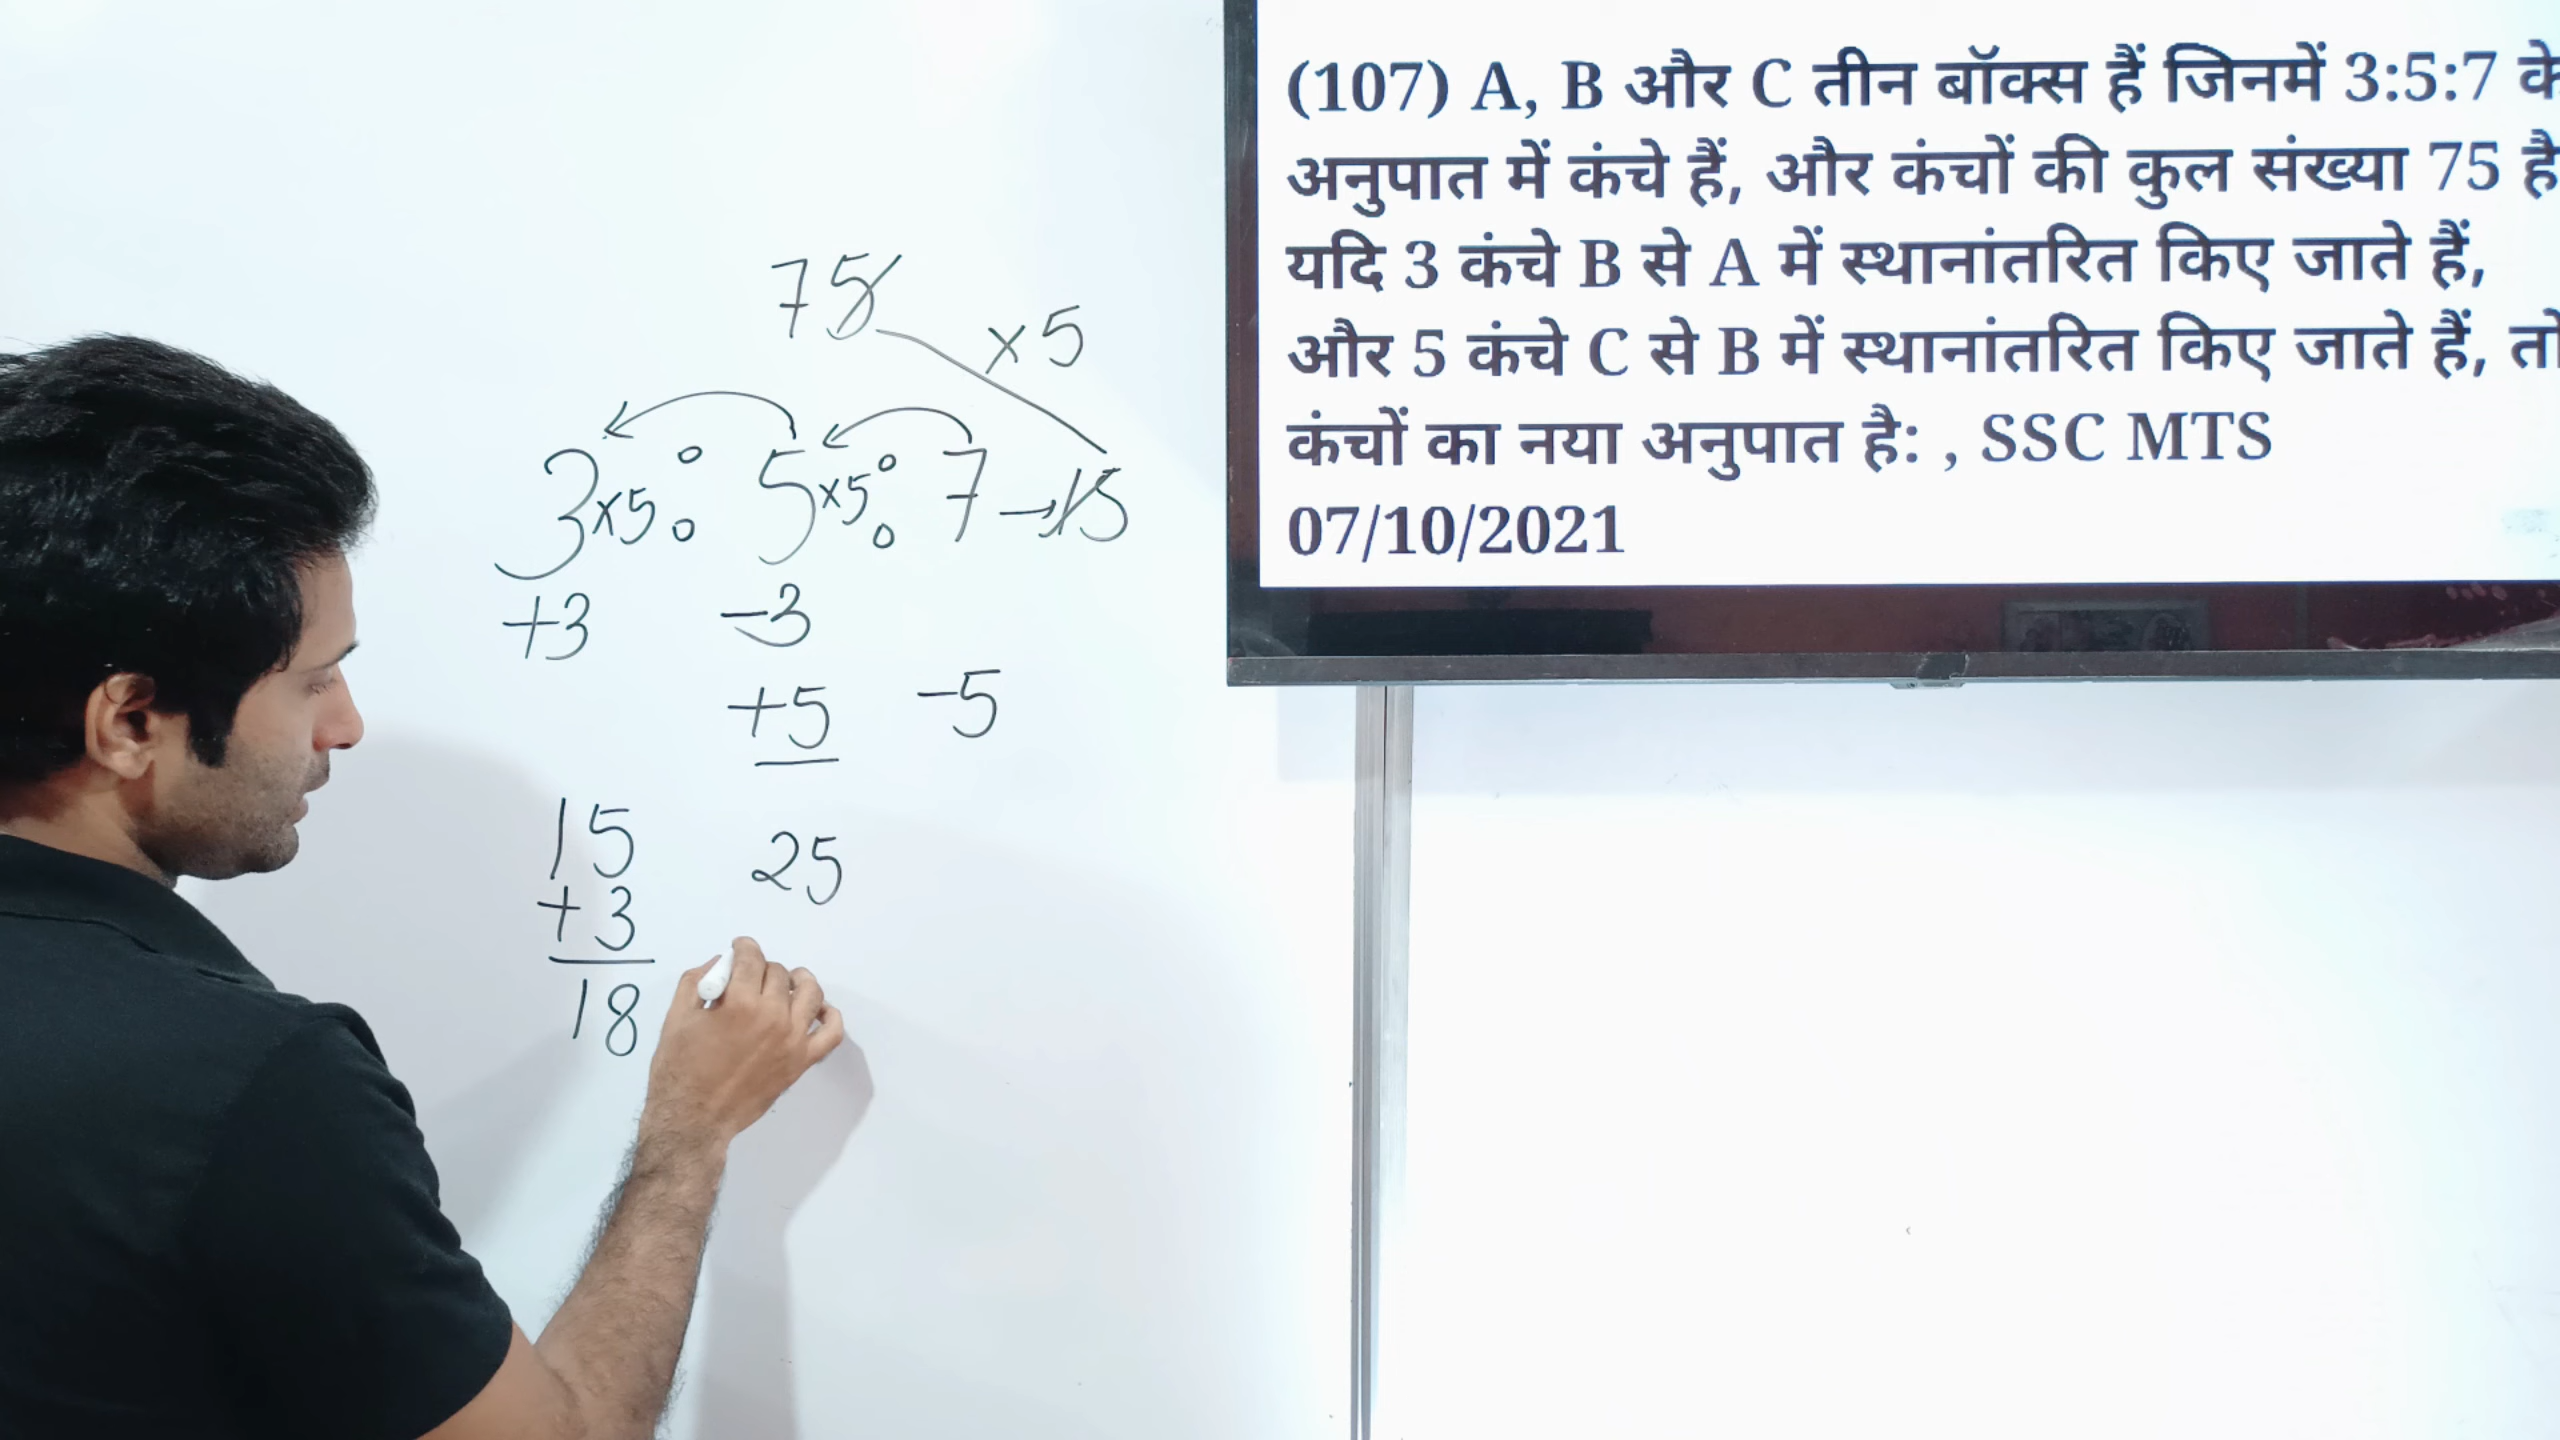 75
×5
3×5 : 5×5 : 7 → 15
+3 -3
+5 -5
15 25
+3
18
(107) A, B और C तीन बॉक्स हैं जिनमें 3:5:7 के
अनुपात में कंचे हैं, और कंचों की कुल संख्या 75 है
यदि 3 कंचे B से A में स्थानांतरित किए जाते हैं,
और 5 कंचे C से B में स्थानांतरित किए जाते हैं, तो
कंचों का नया अनुपात है: , SSC MTS
07/10/2021